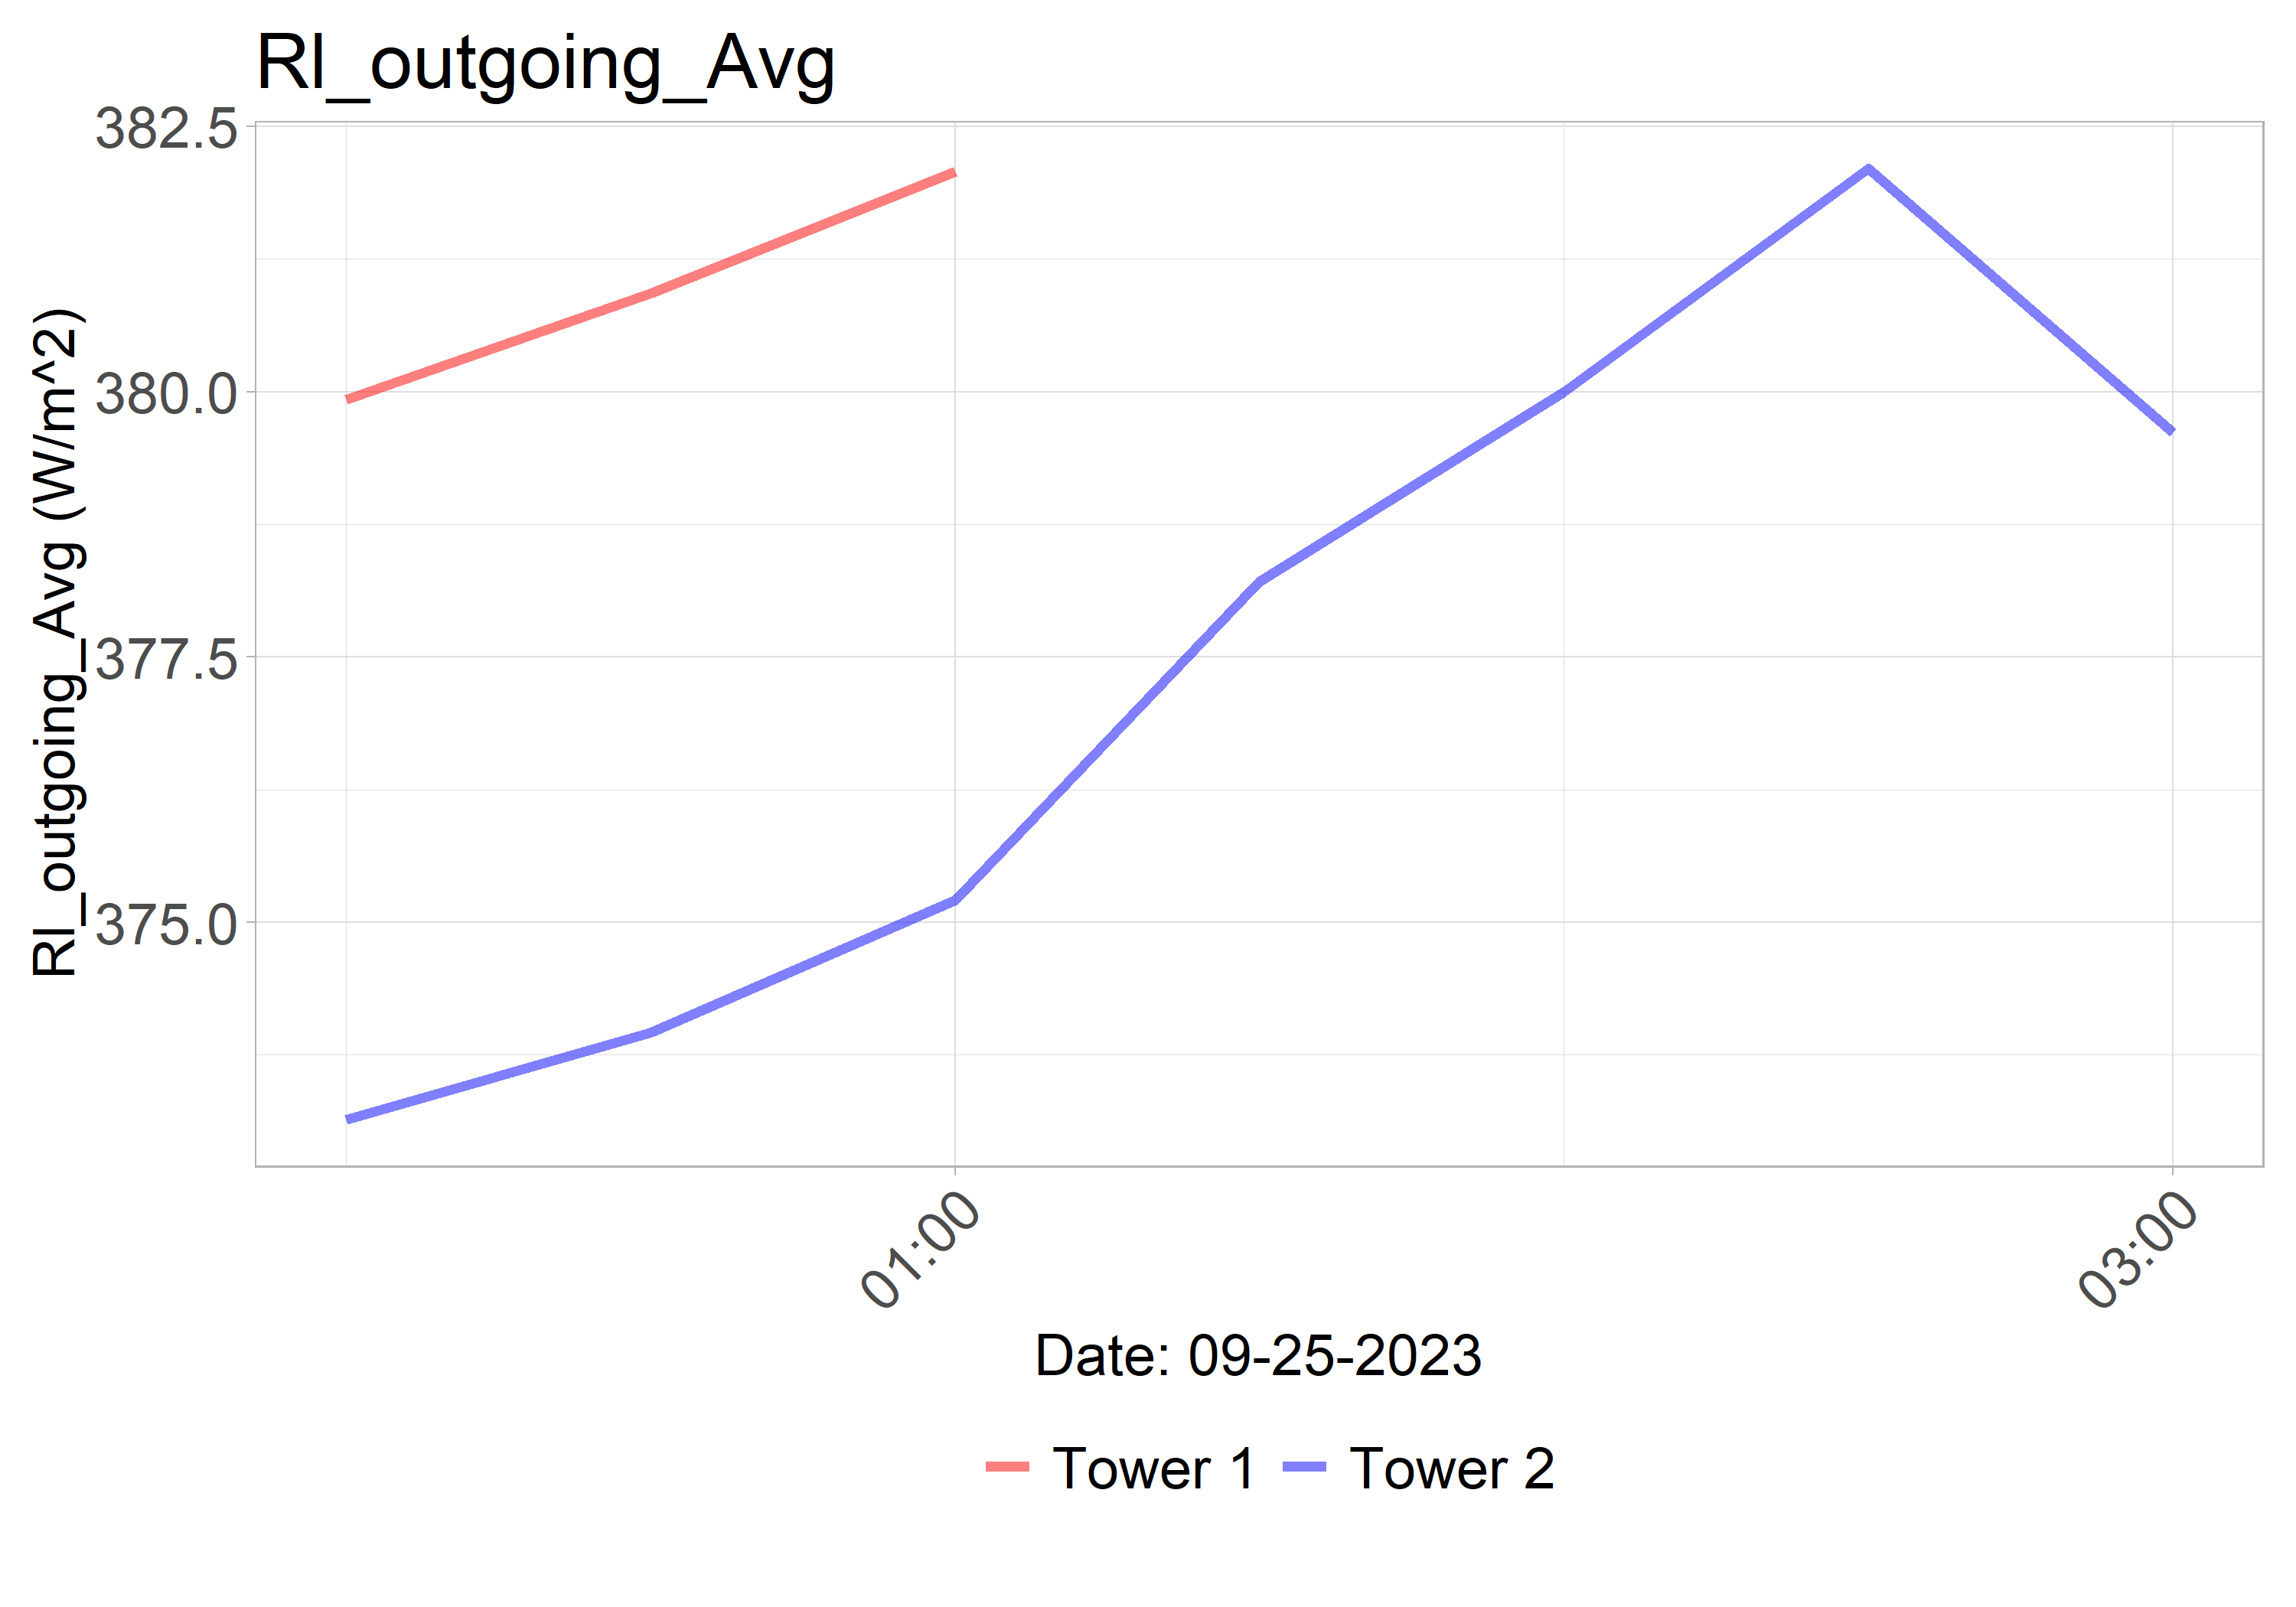 Rl_outgoing_Avg
Rl_outgoing_Avg (W/m^2)
382.5
380.0
377.5
375.0
01:00
03:00
Date: 09-25-2023
Tower 1
Tower 2